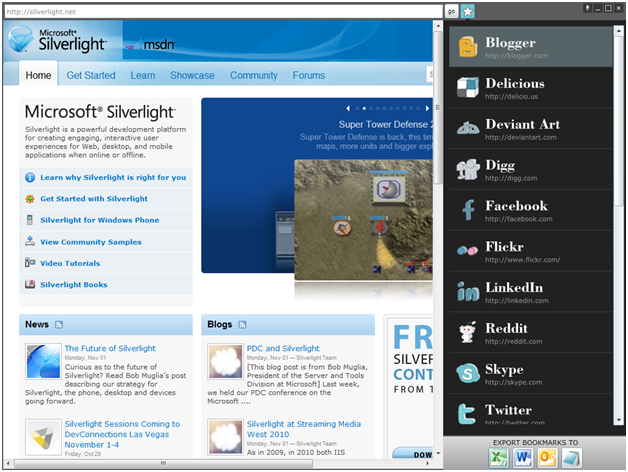 http://silverlight.net
go
Microsoft®
Silverlight™
msdn
Home
Get Started
Learn
Showcase
Community
Forums
S
Microsoft® Silverlight™
Silverlight is a powerful development platform
for creating engaging, interactive user
experiences for Web, desktop, and mobile
applications when online or offline.
Learn why Silverlight is right for you
Get Started with Silverlight
Silverlight for Windows Phone
View Community Samples
Video Tutorials
Silverlight Books
Super Tower Defense 2
Super Tower Defense is back, this time
maps, more units and bigger expl
News
The Future of Silverlight
Monday, Nov 01
Curious as to the future of
Silverlight? Read Bob Muglia's post
describing our strategy for
Silverlight, the phone, desktop and devices
going forward.
Silverlight Sessions Coming to
DevConnections Las Vegas
November 1-4
Friday, Oct 29
Blogs
PDC and Silverlight
Monday, Nov 01 — Silverlight Team
[This blog post is from Bob Muglia,
President of the Server and Tools
Division at Microsoft] Last week,
we held our PDC conference on the
Microsoft ....
Silverlight at Streaming Media
West 2010
Monday, Nov 01 — Silverlight Team
As in 2009, in 2010 both IIS
FR
SILVER
CONT
FROM T
DOW
Blogger
http://blogger.com
Delicious
http://delicio.us
Deviant Art
http://deviantart.com
Digg
http://digg.com
Facebook
http://facebook.com
Flickr
http://www.flickr.com/
LinkedIn
http://linkedin.com
Reddit
http://reddit.com
Skype
http://skype.com
Twitter
http://twitter.com
EXPORT BOOKMARKS TO